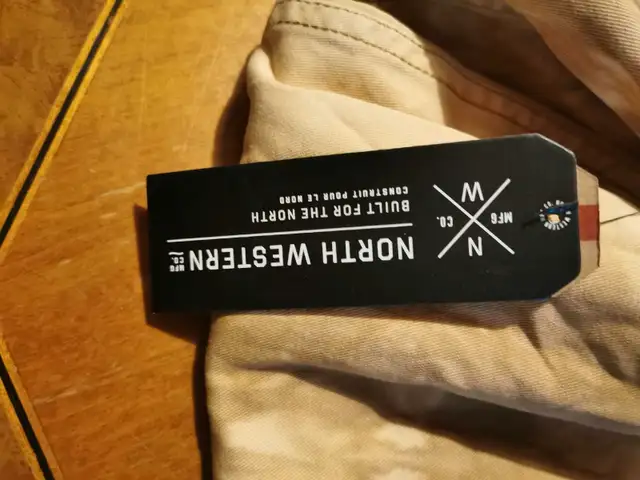 N
MFG CO.
W
NORTH WESTERN MFG CO.
BUILT FOR THE NORTH
CONSTRUIT POUR LE NORD